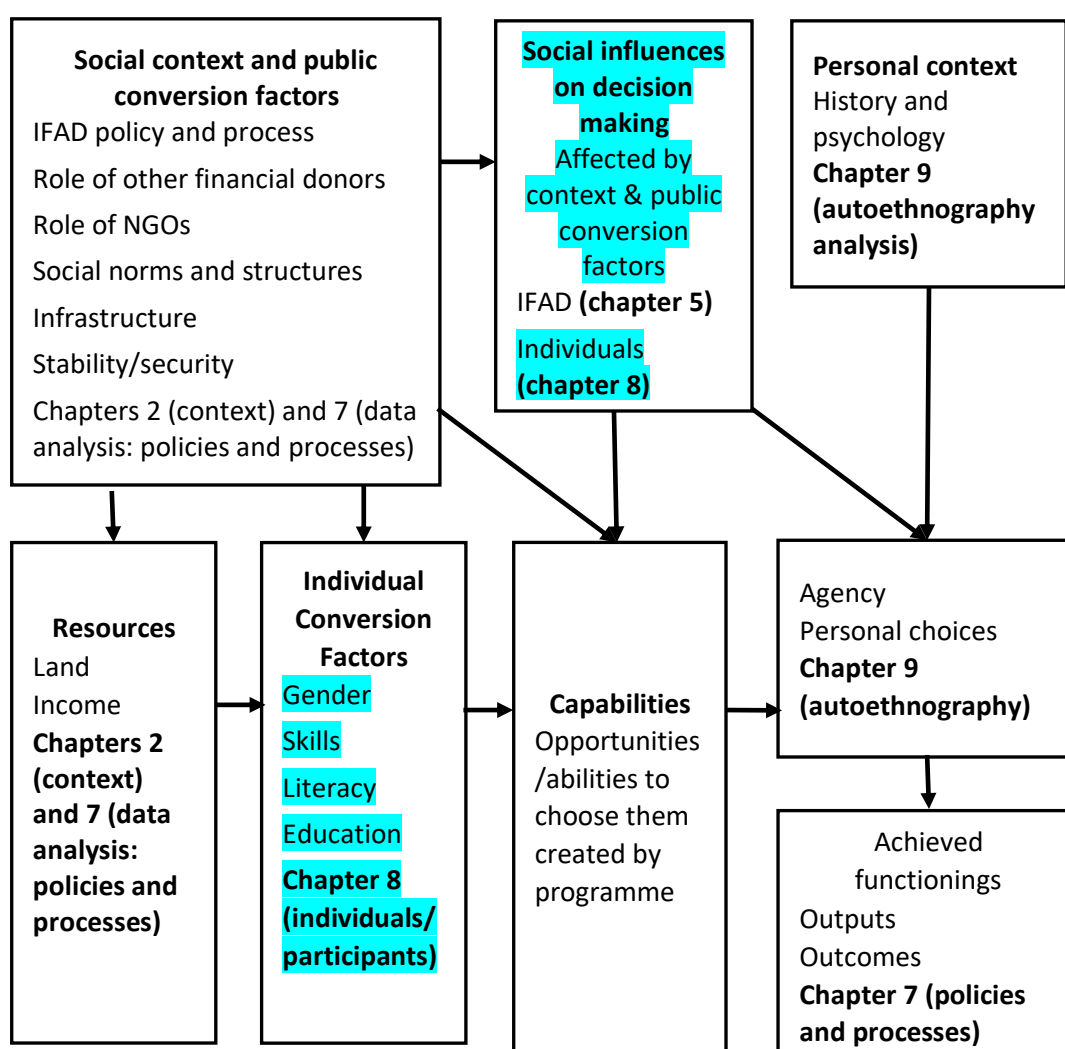 Social context and public
conversion factors
IFAD policy and process
Role of other financial donors
Role of NGOs
Social norms and structures
Infrastructure
Stability/security
Chapters 2 (context) and 7 (data
analysis: policies and processes)
Social influences
on decision
making
Affected by
context & public
conversion
factors
IFAD (chapter 5)
Individuals
(chapter 8)
Personal context
History and
psychology
Chapter 9
(autoethnography
analysis)
Resources
Land
Income
Chapters 2
(context)
and 7 (data
analysis:
policies and
processes)
Individual
Conversion
Factors
Gender
Skills
Literacy
Education
Chapter 8
(individuals/
participants)
Capabilities
Opportunities
/abilities to
choose them
created by
programme
Agency
Personal choices
Chapter 9
(autoethnography)
Achieved
functionings
Outputs
Outcomes
Chapter 7 (policies
and processes)